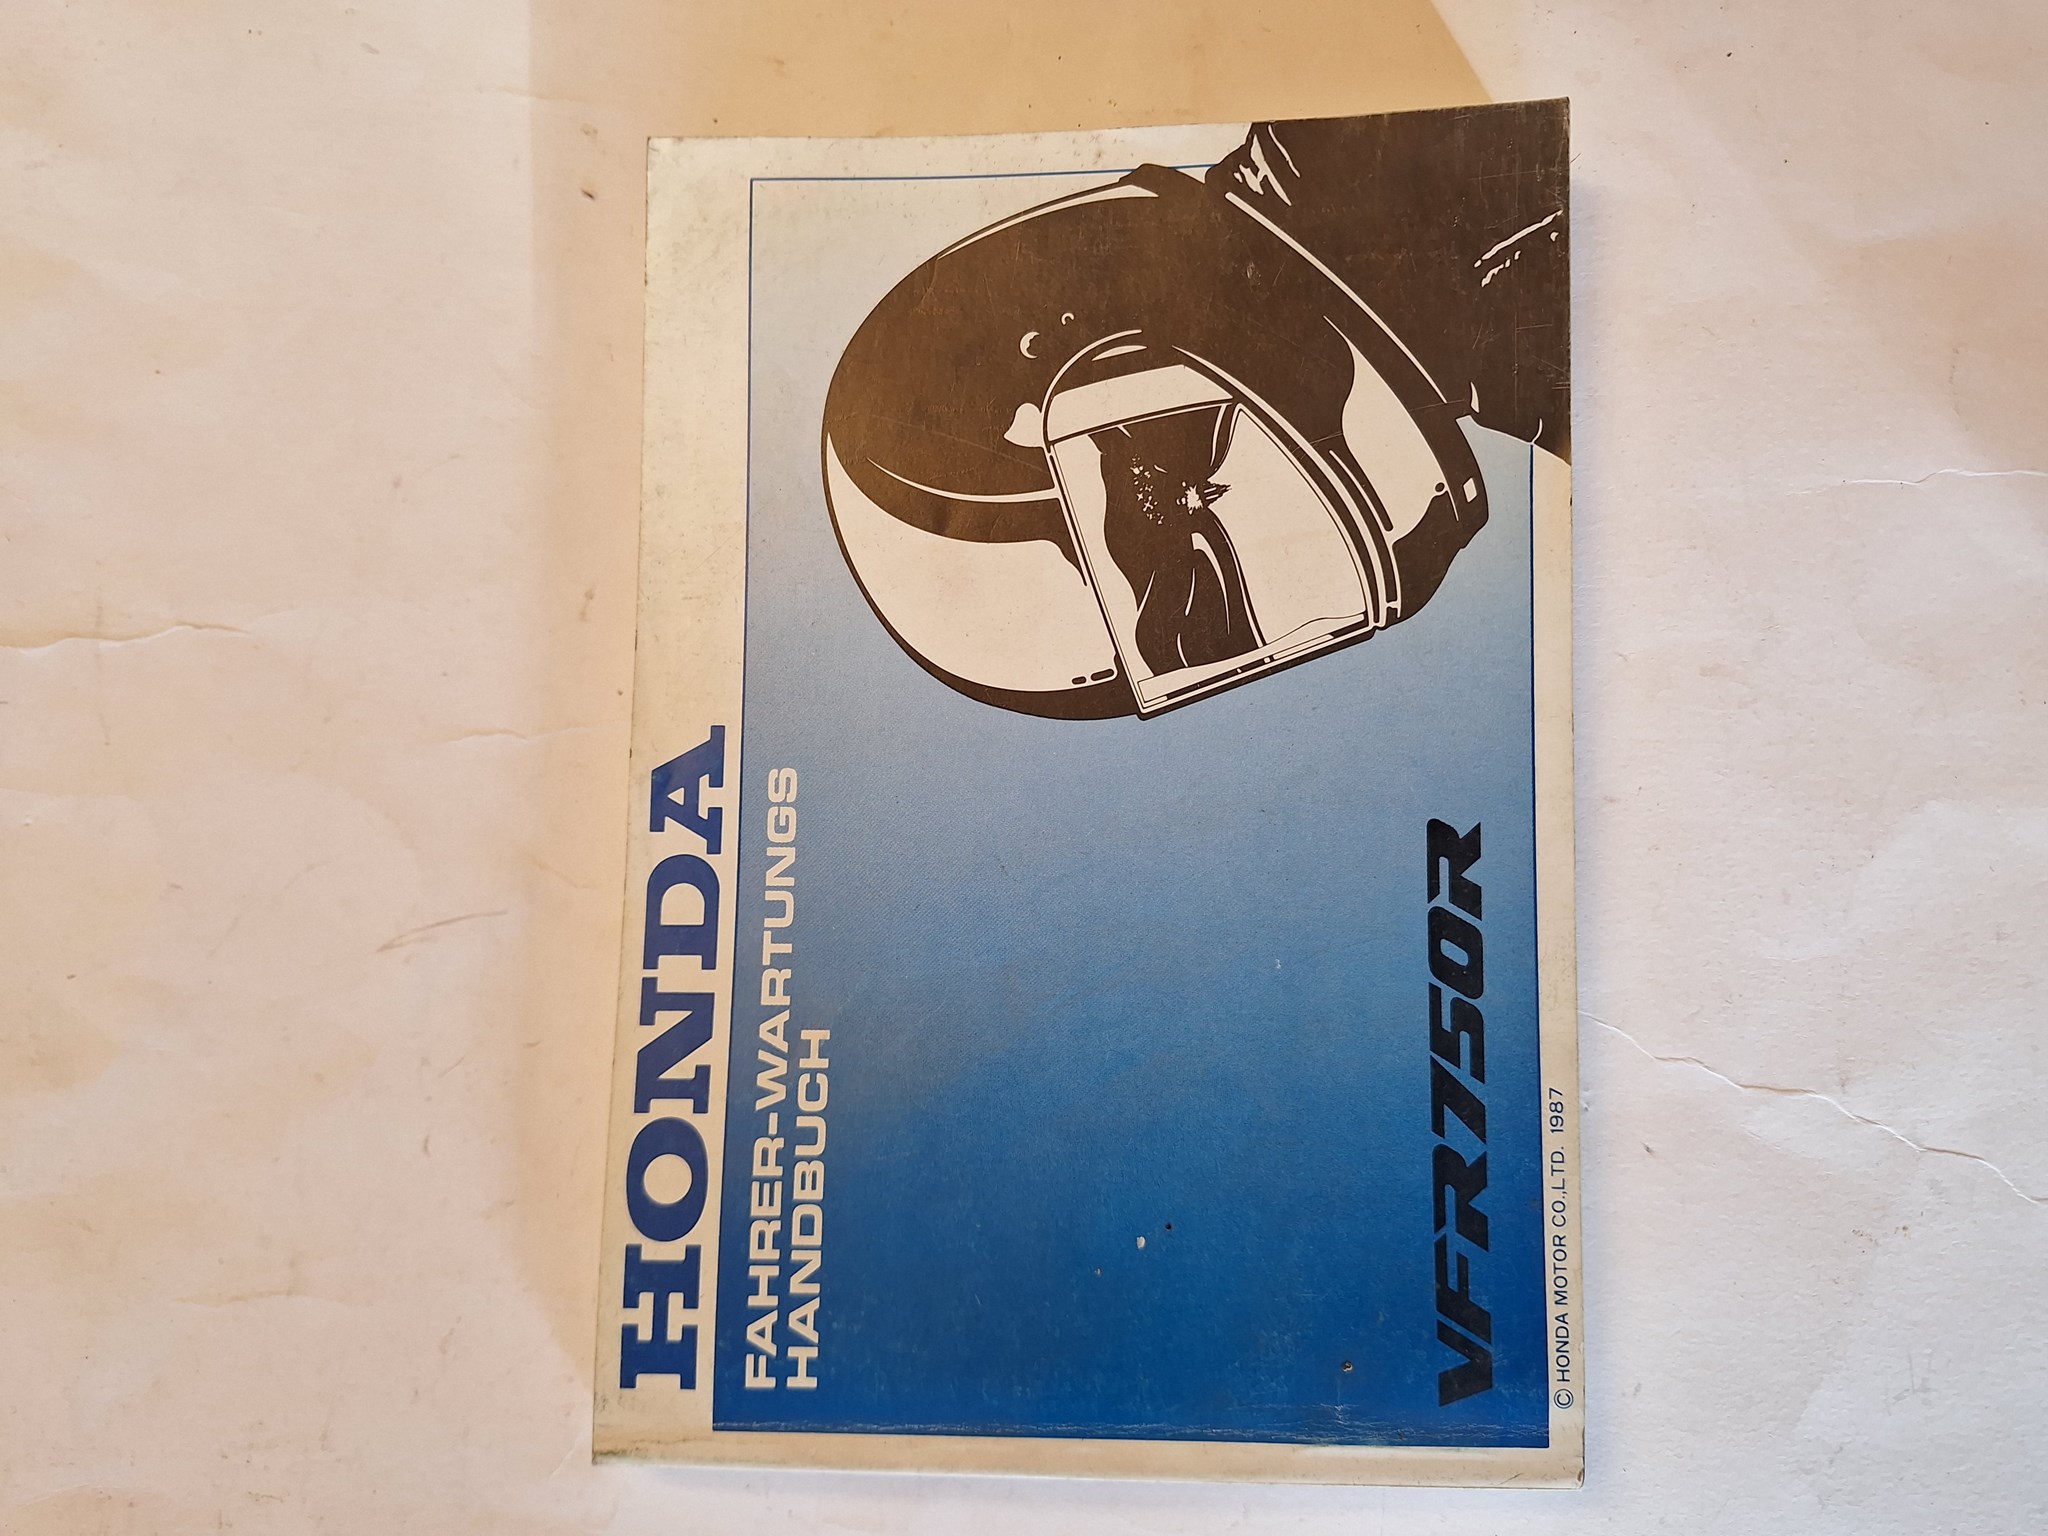 HONDA
FAHRER-WARTUNGS
HANDBUCH
VFR750R
© HONDA MOTOR CO.,LTD. 1987